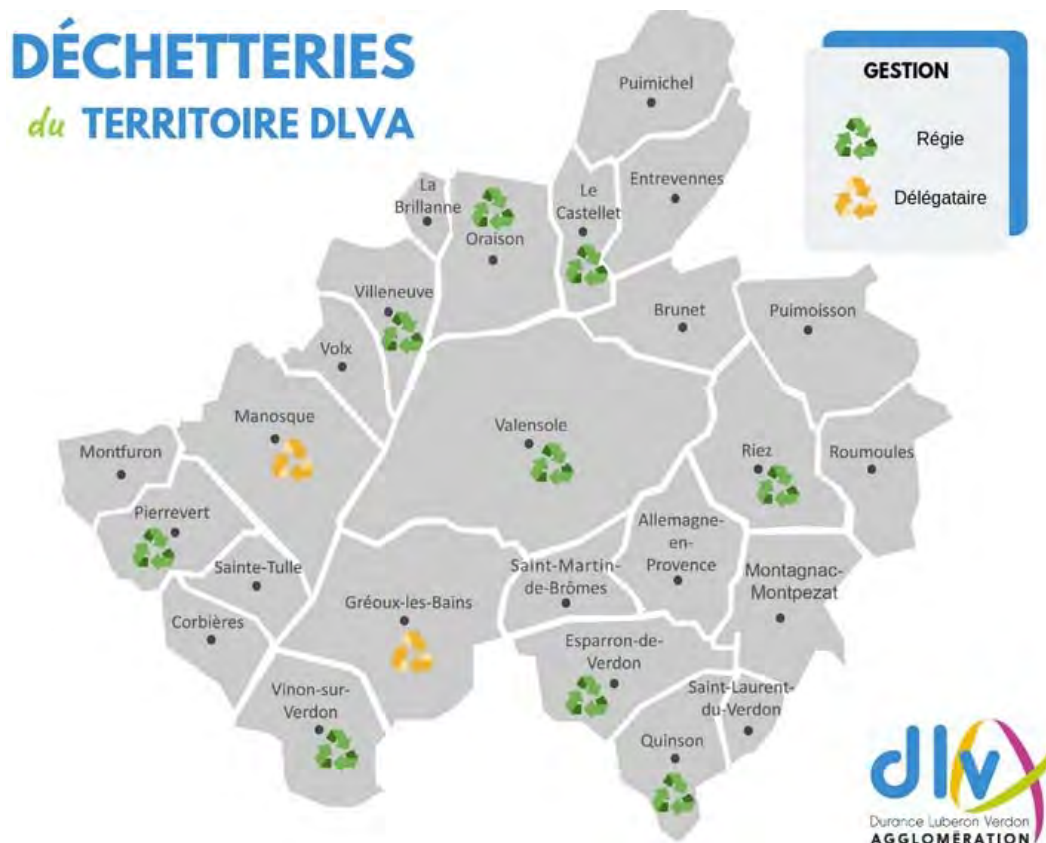 DÉCHETTERIES
du TERRITOIRE DLVA
GESTION
Régie
Délégataire
Puimichel
Entrevennes
La
Brillanne
Oraison
Le
Castellet
Villeneuve
Volx
Brunet
Puimoisson
Manosque
Valensole
Riez
Roumoules
Montfuron
Pierrevert
Sainte-Tulle
Corbières
Gréoux-les-Bains
Saint-Martin-
de-Brômes
Allemagne-
en-
Provence
Montagnac-
Montpezat
Vinon-sur-
Verdon
Esparron-de-
Verdon
Saint-Laurent-
du-Verdon
Quinson
dlv
Durance Luberon Verdon
AGGLOMÉRATION